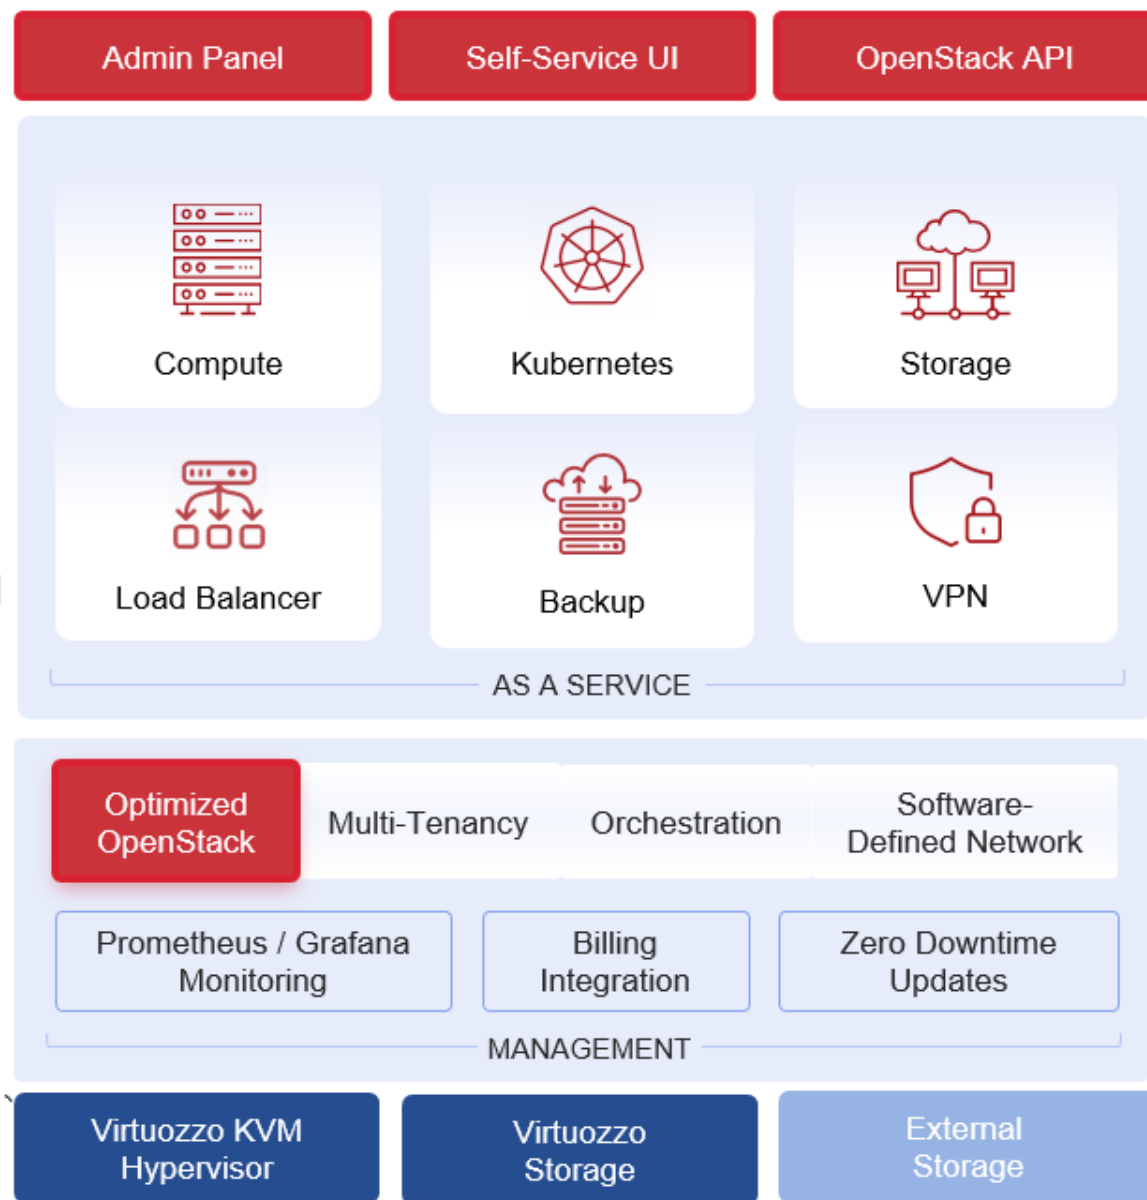 Admin Panel
Self-Service UI
OpenStack API
Compute
Kubernetes
Storage
Load Balancer
Backup
VPN
AS A SERVICE
Optimized
OpenStack
Multi-Tenancy
Orchestration
Software-
Defined Network
Prometheus / Grafana
Monitoring
Billing
Integration
Zero Downtime
Updates
MANAGEMENT
Virtuozzo KVM
Hypervisor
Virtuozzo
Storage
External
Storage